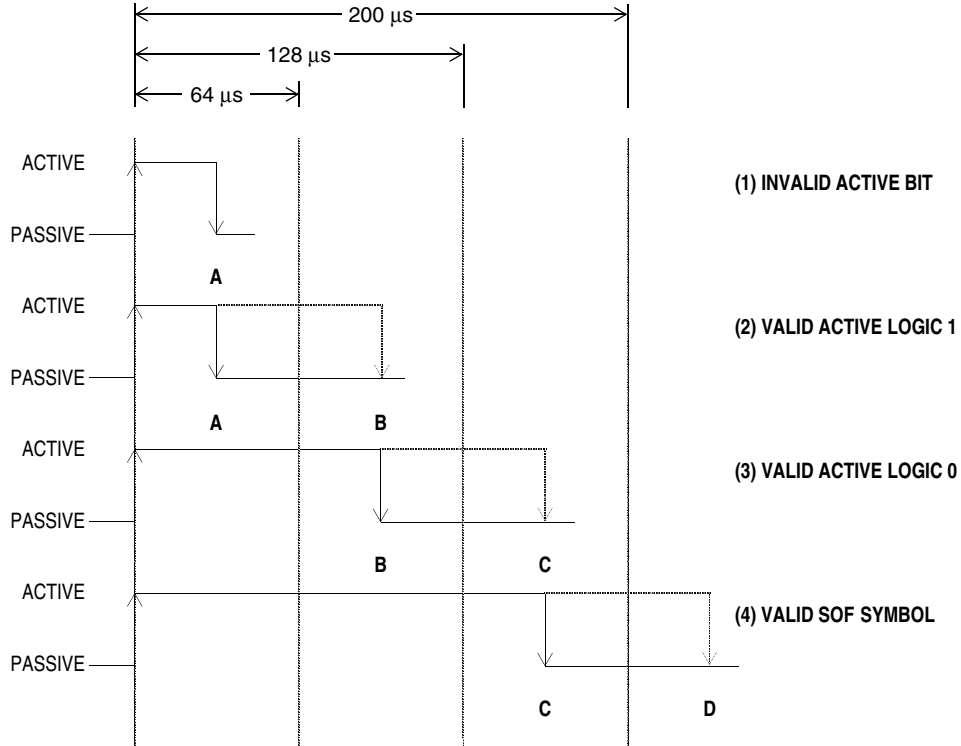 200 μs
128 μs
64 μs
ACTIVE
(1) INVALID ACTIVE BIT
PASSIVE
A
ACTIVE
(2) VALID ACTIVE LOGIC 1
PASSIVE
A B
ACTIVE
(3) VALID ACTIVE LOGIC 0
PASSIVE
B C
ACTIVE
(4) VALID SOF SYMBOL
PASSIVE
C D